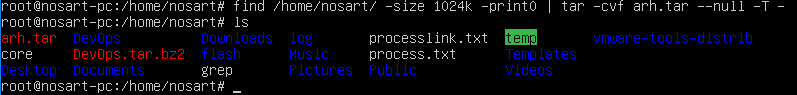 root@nosart-pc:/home/nosart# find /home/nosart/ -size 1024k -print0 | tar -cvf arh.tar --null -T -
root@nosart-pc:/home/nosart# ls
arh.tar DevOps Downloads log processlink.txt temp vmware-tools-distrib
core DevOps.tar.bz2 flash Music process.txt Templates
Desktop Documents grep Pictures Public Videos
root@nosart-pc:/home/nosart# _